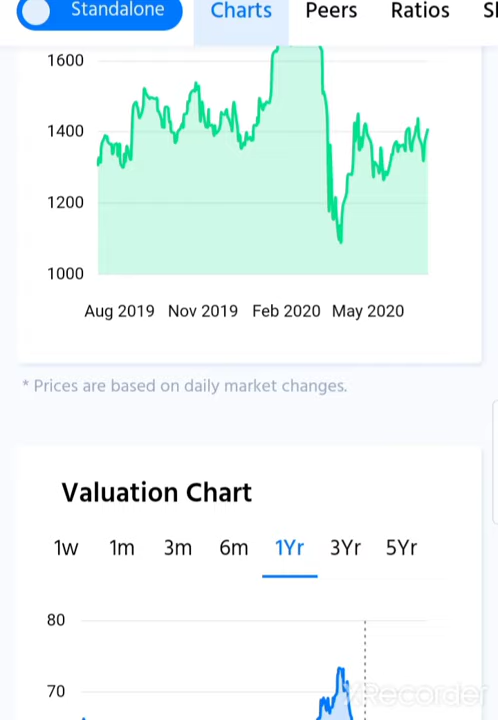 Standalone Charts Peers Ratios
1600
1400
1200
1000
Aug 2019 Nov 2019 Feb 2020 May 2020
* Prices are based on daily market changes.
Valuation Chart
1w 1m 3m 6m 1Yr 3Yr 5Yr
80
70
XRecorder